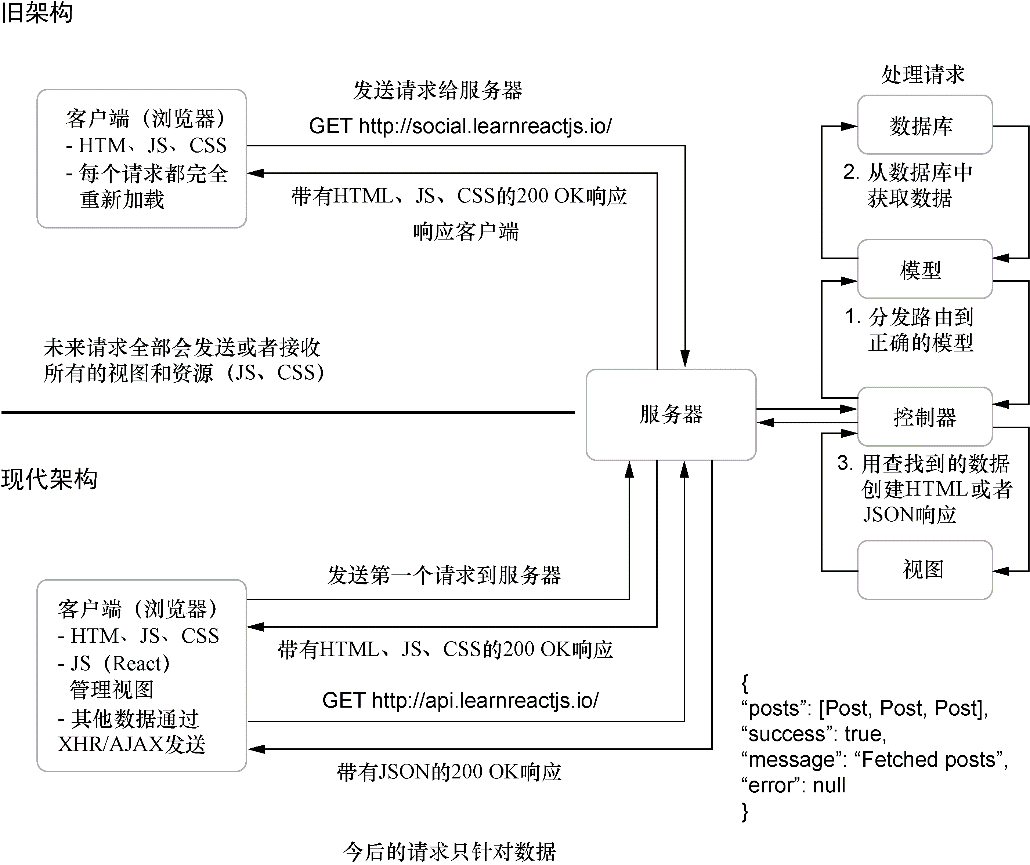 旧架构
客户端（浏览器）
- HTM、JS、CSS
- 每个请求都完全
重新加载
发送请求给服务器
GET http://social.learnreactjs.io/
带有HTML、JS、CSS的200 OK响应
响应客户端
未来请求全部会发送或者接收
所有的视图和资源（JS、CSS）
服务器
处理请求
数据库
2. 从数据库中
获取数据
模型
1. 分发路由到
正确的模型
控制器
3. 用查找到的数据
创建HTML或者
JSON响应
视图
现代架构
客户端（浏览器）
- HTM、JS、CSS
- JS（React）
管理视图
- 其他数据通过
XHR/AJAX发送
发送第一个请求到服务器
带有HTML、JS、CSS的200 OK响应
GET http://api.learnreactjs.io/
带有JSON的200 OK响应
{
“posts”: [Post, Post, Post],
“success”: true,
“message”: “Fetched posts”,
“error”: null
}
今后的请求只针对数据